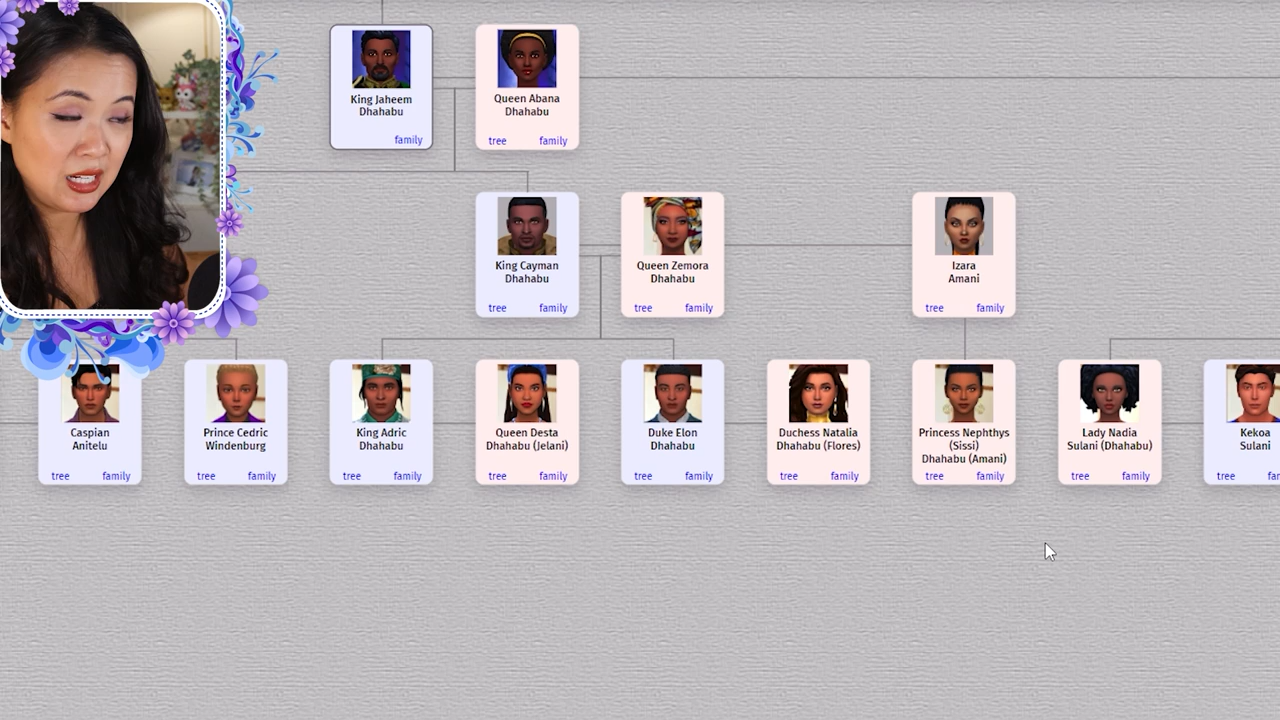 King Jaheem
Dhahabu
family
Queen Abana
Dhahabu
tree family
King Cayman
Dhahabu
tree family
Queen Zemora
Dhahabu
tree family
Izara
Amani
tree family
Caspian
Anitelu
tree family
Prince Cedric
Windenburg
tree family
King Adric
Dhahabu
tree family
Queen Desta
Dhahabu (Jelani)
tree family
Duke Elon
Dhahabu
tree family
Duchess Natalia
Dhahabu (Flores)
tree family
Princess Nephthys
(Sissi)
Dhahabu (Amani)
tree family
Lady Nadia
Sulani (Dhahabu)
tree family
Kekoa
Sulani
tree far